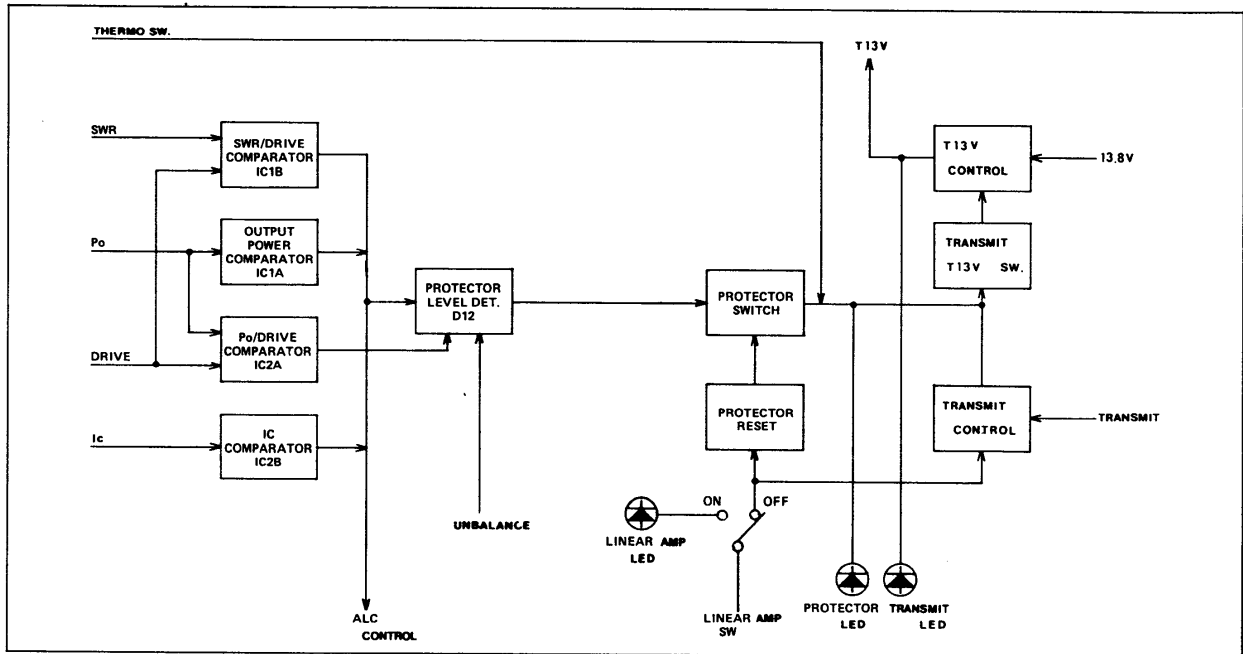 THERMO SW.
T13V
SWR
SWR/DRIVE
COMPARATOR
IC1B
T13V
CONTROL
13.8V
Po
OUTPUT
POWER
COMPARATOR
IC1A
TRANSMIT
T13V SW.
PROTECTOR
LEVEL DET.
D12
PROTECTOR
SWITCH
DRIVE
Po/DRIVE
COMPARATOR
IC2A
PROTECTOR
RESET
TRANSMIT
CONTROL
TRANSMIT
Ic
IC
COMPARATOR
IC2B
UNBALANCE
ON
OFF
LINEAR AMP
LED
ALC
CONTROL
LINEAR AMP
SW
PROTECTOR
LED
TRANSMIT
LED